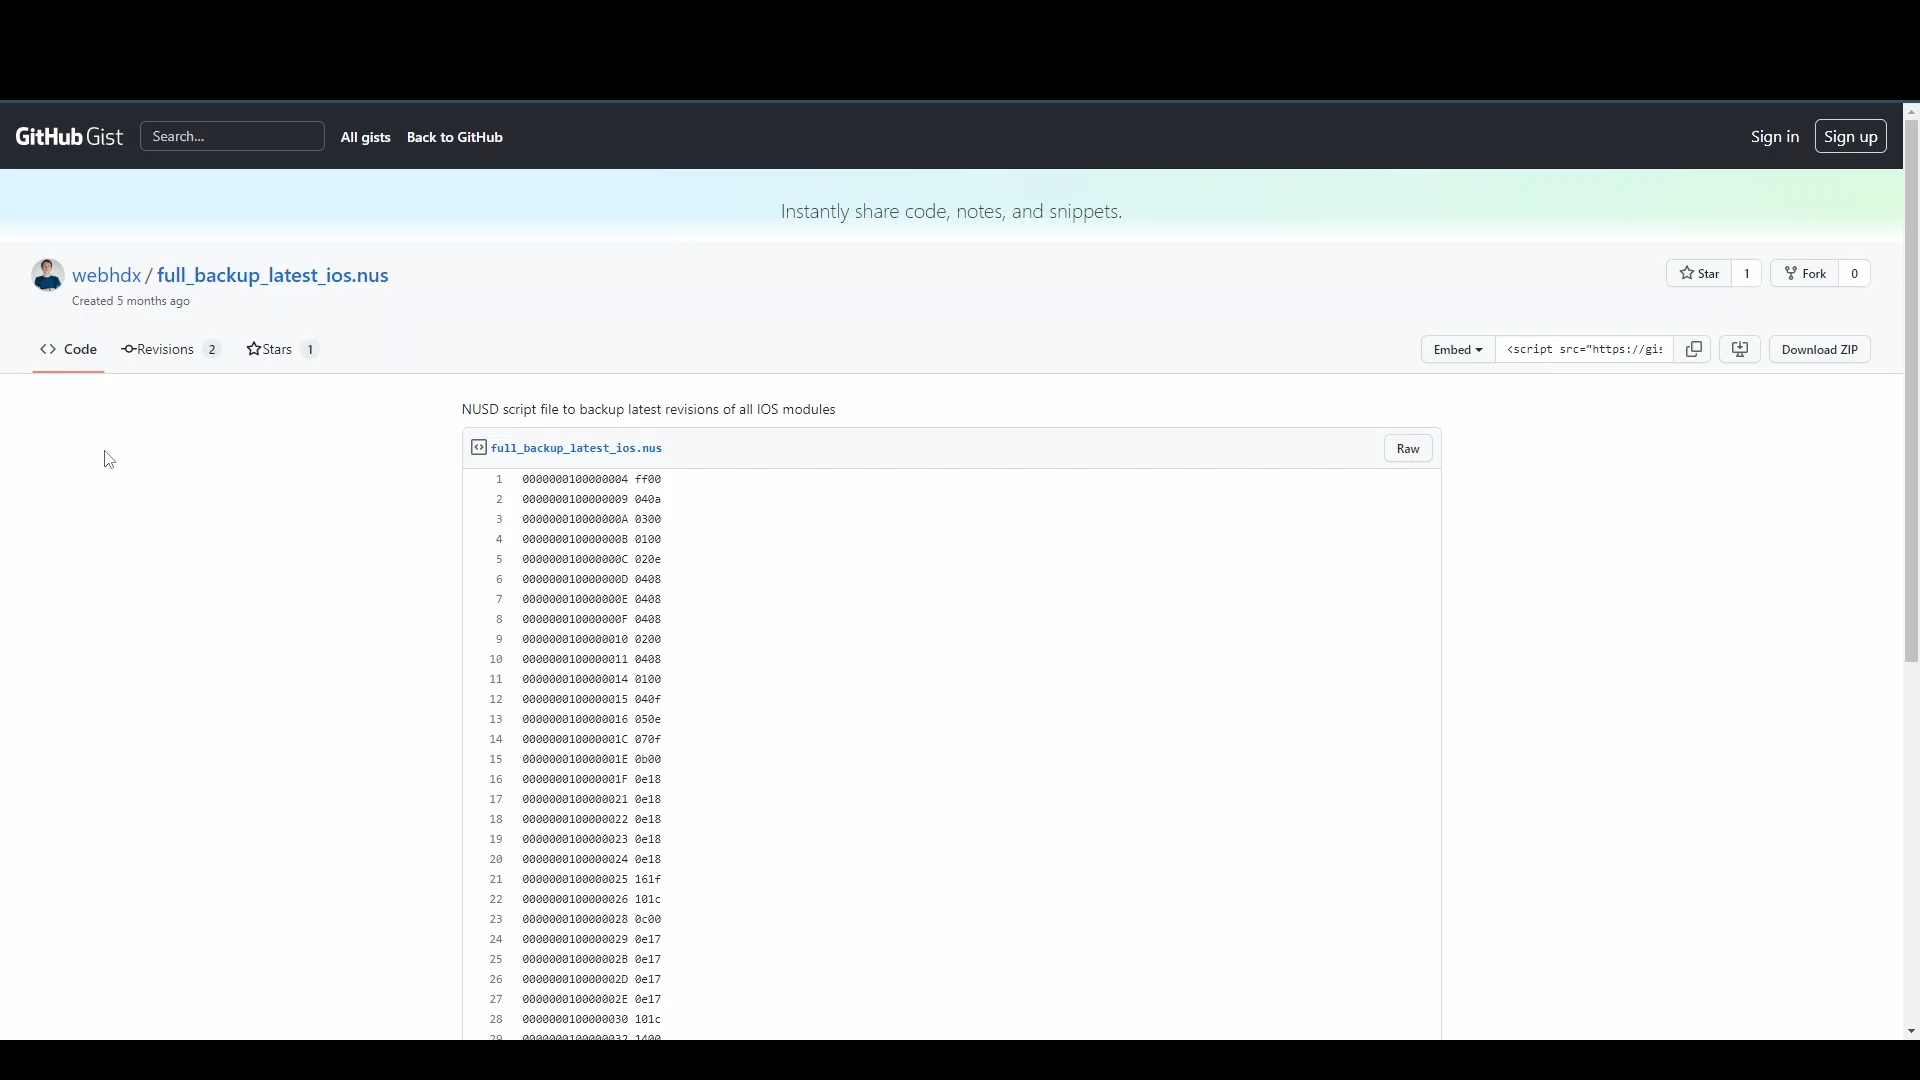 GitHub Gist Search... All gists Back to GitHub Sign in Sign up
Instantly share code, notes, and snippets.
webhdx / full_backup_latest_ios.nus
Star 1 Fork 0
Created 5 months ago
Code Revisions 2 Stars 1 Embed <script src="https://gis Download ZIP
NUSD script file to backup latest revisions of all IOS modules
full_backup_latest_ios.nus Raw
1 0000000100000004 ff00
2 0000000100000009 040a
3 000000010000000A 0300
4 000000010000000B 0100
5 000000010000000C 020e
6 000000010000000D 0408
7 000000010000000E 0408
8 000000010000000F 0408
9 0000000100000010 0200
10 0000000100000011 0408
11 0000000100000014 0100
12 0000000100000015 040f
13 0000000100000016 050e
14 000000010000001C 070f
15 000000010000001E 0b00
16 000000010000001F 0e18
17 0000000100000021 0e18
18 0000000100000022 0e18
19 0000000100000023 0e18
20 0000000100000024 0e18
21 0000000100000025 161f
22 0000000100000026 101c
23 0000000100000028 0c00
24 0000000100000029 0e17
25 000000010000002B 0e17
26 000000010000002D 0e17
27 000000010000002E 0e17
28 0000000100000030 101c
29 0000000100000032 1400